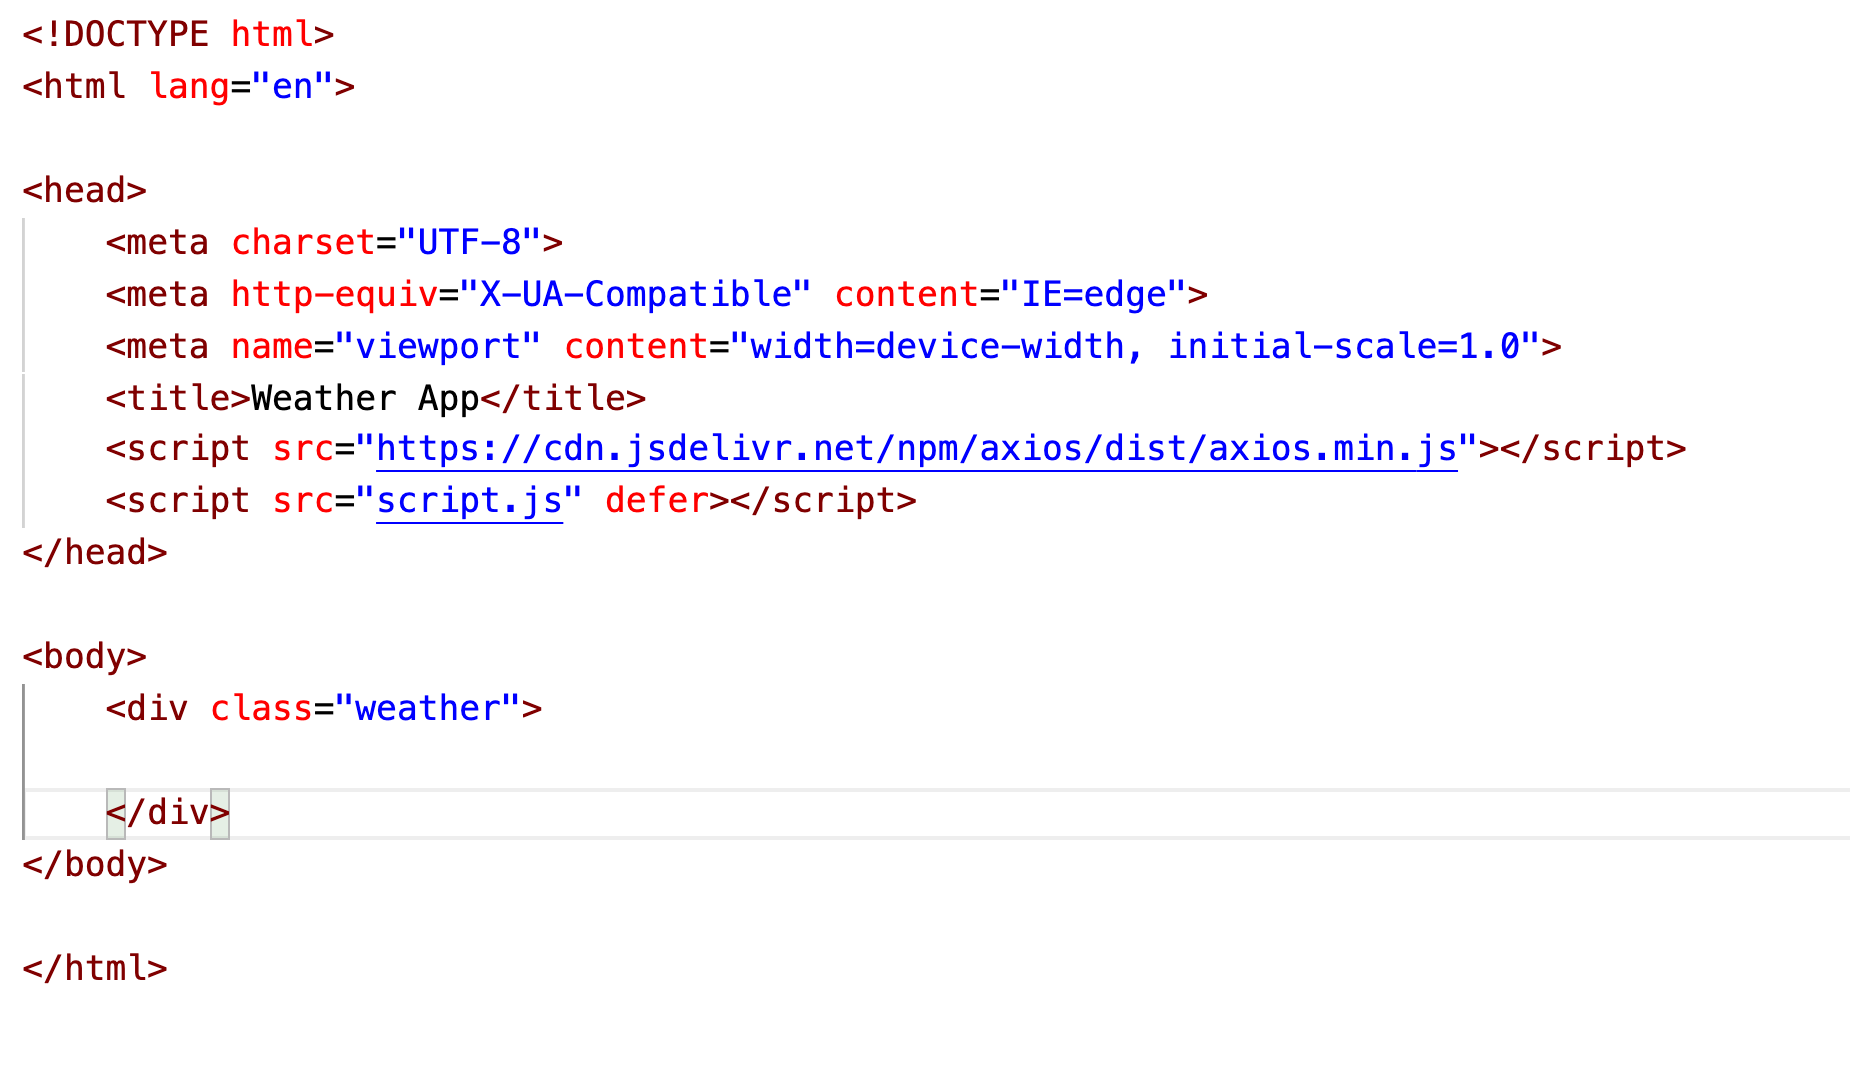 <!DOCTYPE html>
<html lang="en">
<head>
<meta charset="UTF-8">
<meta http-equiv="X-UA-Compatible" content="IE=edge">
<meta name="viewport" content="width=device-width, initial-scale=1.0">
<title>Weather App</title>
<script src="https://cdn.jsdelivr.net/npm/axios/dist/axios.min.js"></script>
<script src="script.js" defer></script>
</head>
<body>
<div class="weather">
</div>
</body>
</html>